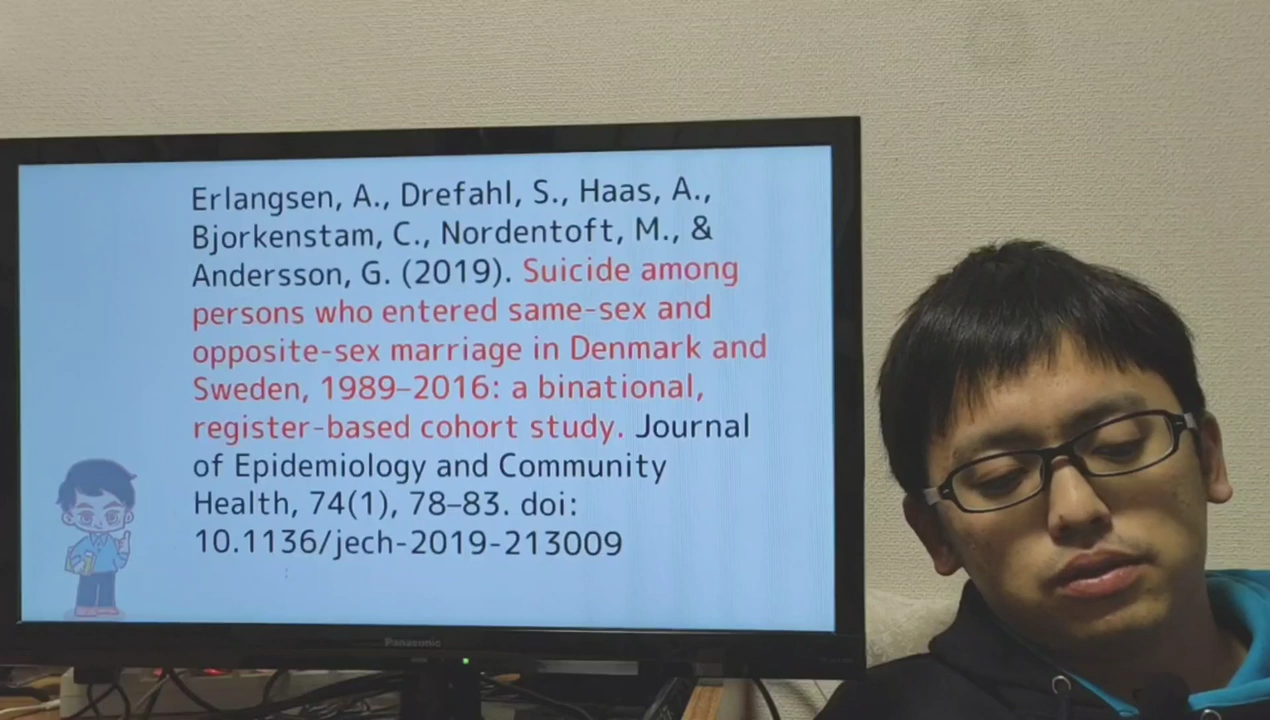 Erlangsen, A., Drefahl, S., Haas, A.,
Bjorkenstam, C., Nordentoft, M., &
Andersson, G. (2019). Suicide among
persons who entered same-sex and
opposite-sex marriage in Denmark and
Sweden, 1989–2016: a binational,
register-based cohort study. Journal
of Epidemiology and Community
Health, 74(1), 78–83. doi:
10.1136/jech-2019-213009
Panasonic